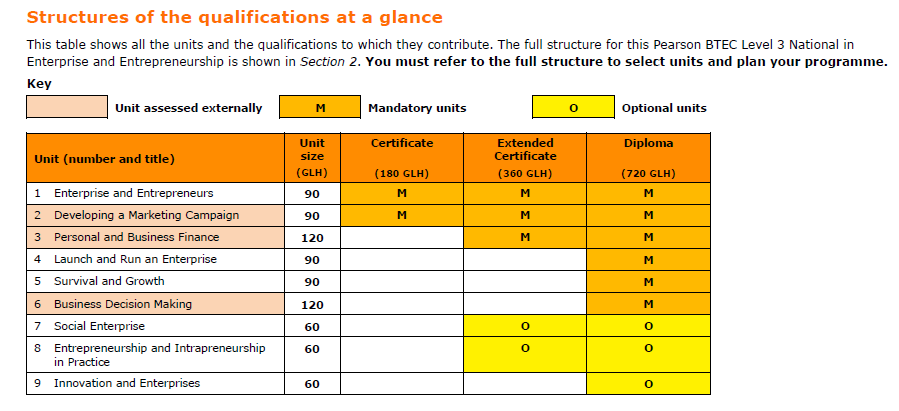 Structures of the qualifications at a glance
This table shows all the units and the qualifications to which they contribute. The full structure for this Pearson BTEC Level 3 National in
Enterprise and Entrepreneurship is shown in Section 2. You must refer to the full structure to select units and plan your programme.
Key
Unit assessed externally M Mandatory units O Optional units
Unit (number and title) Unit size (GLH) Certificate (180 GLH) Extended Certificate (360 GLH) Diploma (720 GLH)
1 Enterprise and Entrepreneurs 90 M M M
2 Developing a Marketing Campaign 90 M M M
3 Personal and Business Finance 120 M M
4 Launch and Run an Enterprise 90 M
5 Survival and Growth 90 M
6 Business Decision Making 120 M
7 Social Enterprise 60 O O
8 Entrepreneurship and Intrapreneurship 60 O O
in Practice
9 Innovation and Enterprises 60 O